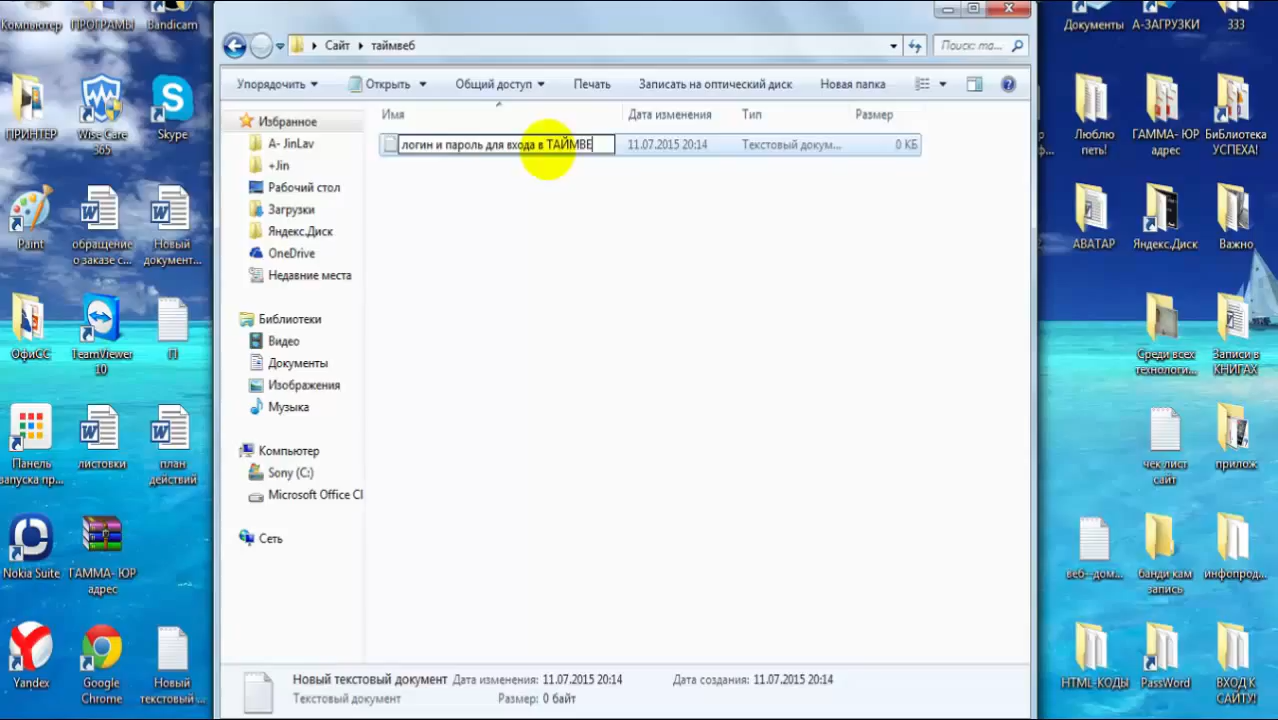 Компьютер
ПРОГРАМЫ
Bandicam
ПРИНТЕР
Wise Care
365
Skype
Paint
обращение
о заказе с...
Новый
документ...
ОфиСС
TeamViewer
10
П
Панель
запуска пр...
листовки
план
действий
Nokia Suite
ГАММА- ЮР
адрес
Yandex
Google
Chrome
Новый
текстовый ...
Сайт
таймвеб
Поиск: та...
Упорядочить
Открыть
Общий доступ
Печать
Записать на оптический диск
Новая папка
Избранное
A- JinLav
+Jin
Рабочий стол
Загрузки
Яндекс.Диск
OneDrive
Недавние места
Библиотеки
Видео
Документы
Изображения
Музыка
Компьютер
Sony (C:)
Microsoft Office Cl
Сеть
Имя
Дата изменения
Тип
Размер
логин и пароль для входа в ТАЙМВЕ
11.07.2015 20:14
Текстовый докум...
0 КБ
Новый текстовый документ
Дата изменения: 11.07.2015 20:14
Дата создания: 11.07.2015 20:14
Текстовый документ
Размер: 0 байт
Документы
А-ЗАГРУЗКИ
333
Люблю
петь!
ГАММА- ЮР
адрес
Библиотека
УСПЕХА!
АВАТАР
Яндекс.Диск
Важно
Среди всех
технологи...
Записи в
КНИГАХ
чек лист
сайт
прилож
веб--дом...
банди кам
запись
инфопрод...
HTML-КОДЫ
PassWord
ВХОД К
САЙТУ!